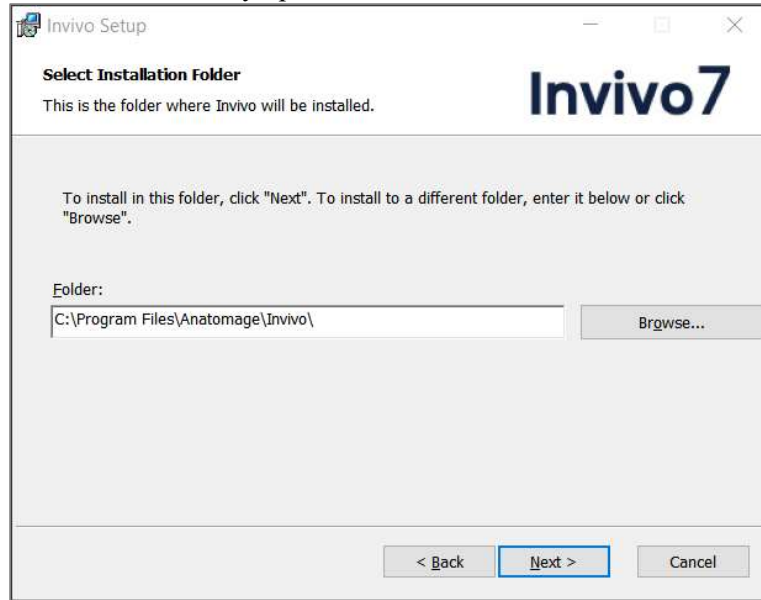 Invivo Setup
Select Installation Folder
This is the folder where Invivo will be installed.
Invivo7
To install in this folder, click "Next". To install to a different folder, enter it below or click
"Browse".
Folder:
C:\Program Files\Anatomage\Invivo\
Browse...
< Back
Next >
Cancel